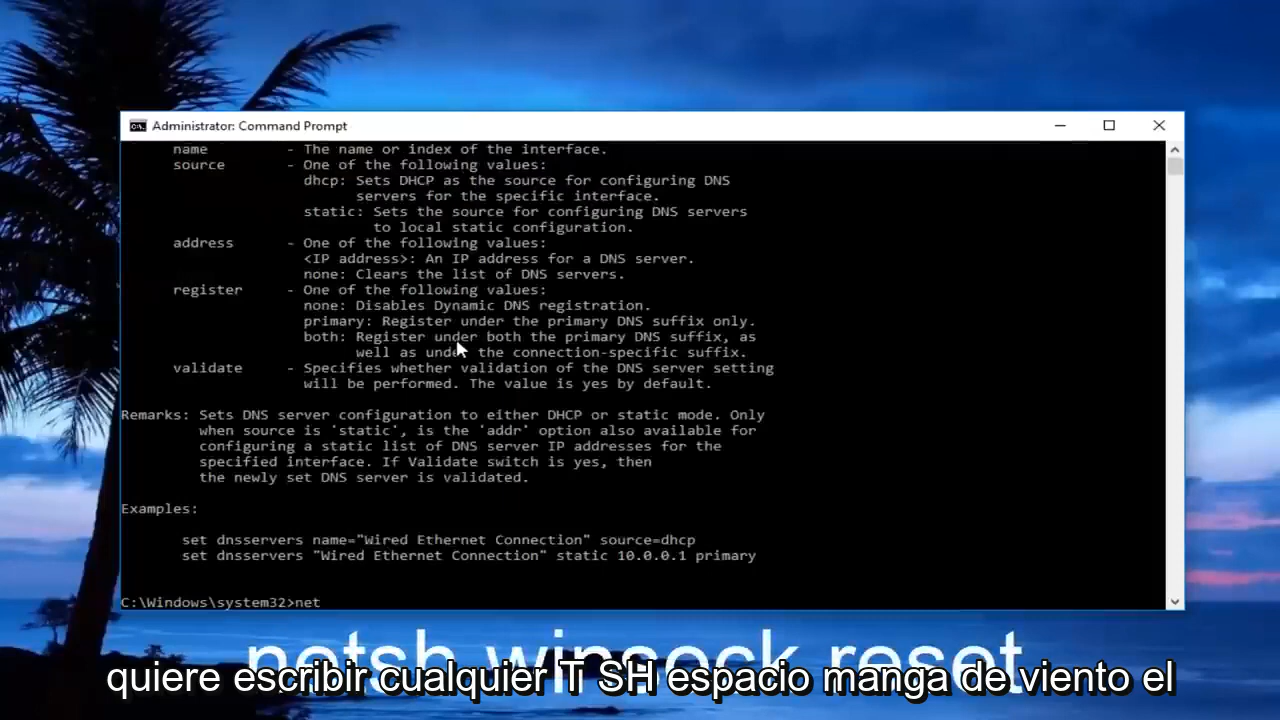 Administrator: Command Prompt
name - The name or index of the interface.
source - One of the following values:
dhcp: Sets DHCP as the source for configuring DNS
servers for the specific interface.
static: Sets the source for configuring DNS servers
to local static configuration.
address - One of the following values:
<IP address>: An IP address for a DNS server.
none: Clears the list of DNS servers.
register - One of the following values:
none: Disables Dynamic DNS registration.
primary: Register under the primary DNS suffix only.
both: Register under both the primary DNS suffix, as
well as under the connection-specific suffix.
validate - Specifies whether validation of the DNS server setting
will be performed. The value is yes by default.
Remarks: Sets DNS server configuration to either DHCP or static mode. Only
when source is 'static', is the 'addr' option also available for
configuring a static list of DNS server IP addresses for the
specified interface. If Validate switch is yes, then
the newly set DNS server is validated.
Examples:
set dnsservers name="Wired Ethernet Connection" source=dhcp
set dnsservers "Wired Ethernet Connection" static 10.0.0.1 primary
C:\Windows\system32>net
netsh winsock reset
quiere escribir cualquier T SH espacio manga de viento el